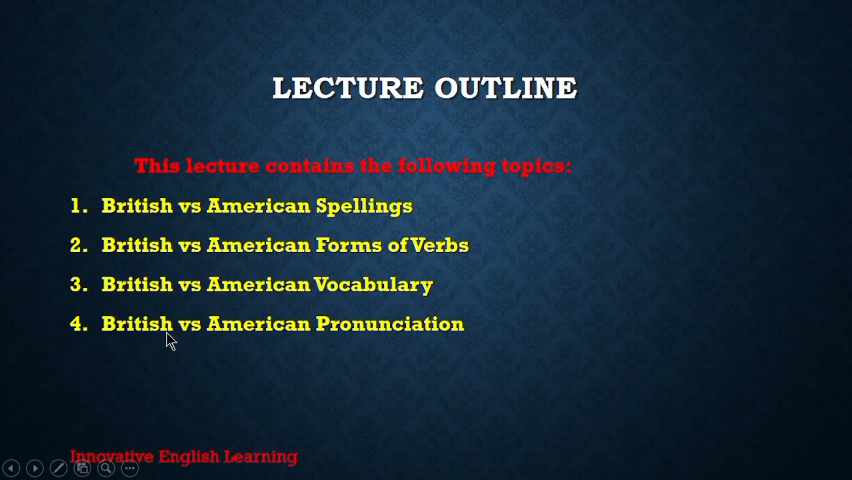 LECTURE OUTLINE
This lecture contains the following topics:
1. British vs American Spellings
2. British vs American Forms of Verbs
3. British vs American Vocabulary
4. British vs American Pronunciation
Innovative English Learning